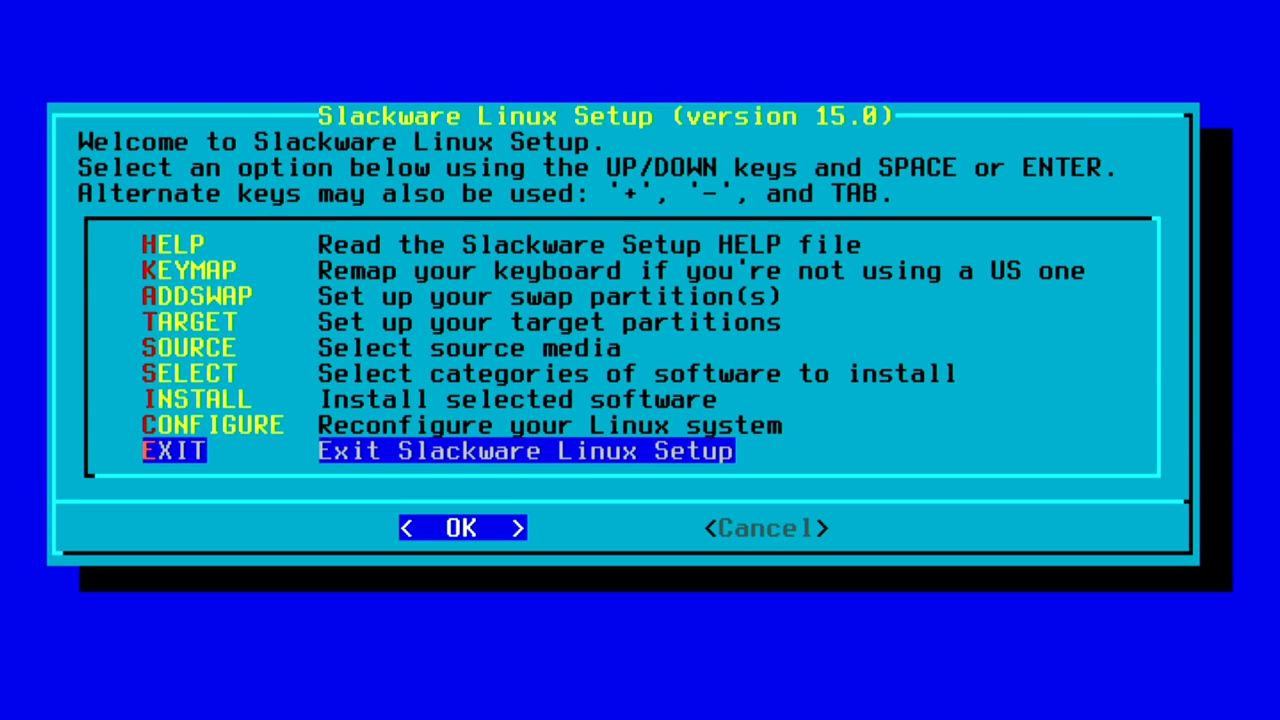 Slackware Linux Setup (version 15.0)
Welcome to Slackware Linux Setup.
Select an option below using the UP/DOWN keys and SPACE or ENTER.
Alternate keys may also be used: '+', '-', and TAB.
HELP Read the Slackware Setup HELP file
KEYMAP Remap your keyboard if you're not using a US one
ADDSWAP Set up your swap partition(s)
TARGET Set up your target partitions
SOURCE Select source media
SELECT Select categories of software to install
INSTALL Install selected software
CONFIGURE Reconfigure your Linux system
EXIT Exit Slackware Linux Setup
< OK > <Cancel>